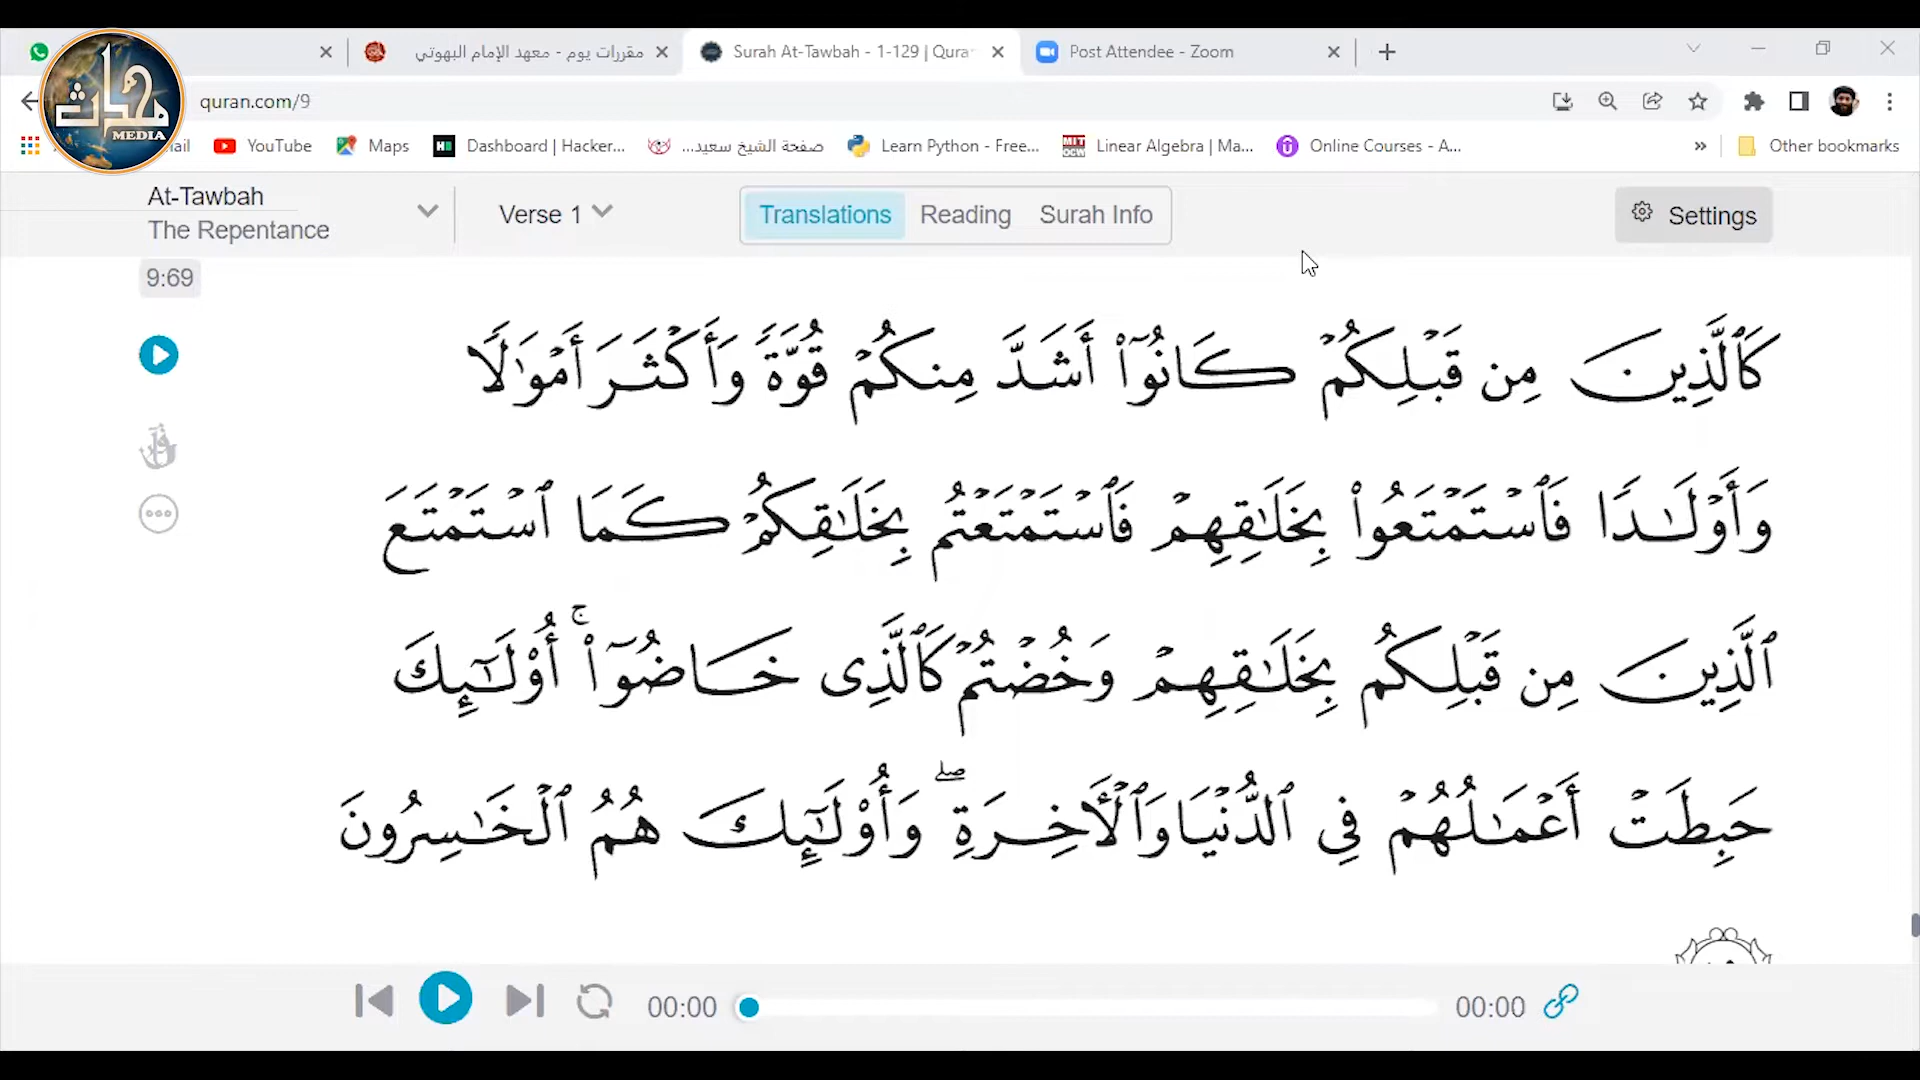 مقررات يوم - معهد الإمام البهوتي
Surah At-Tawbah - 1-129 | Qura
Post Attendee - Zoom
quran.com/9
MEDIA
YouTube
Maps
Dashboard | Hacker...
صفحة الشيخ سعيد...
Learn Python - Free...
Linear Algebra | Ma...
Online Courses - A...
»
Other bookmarks
At-Tawbah
The Repentance
Verse 1
Translations
Reading
Surah Info
Settings
9:69
كَٱلَّذِينَ مِن قَبْلِكُمْ كَانُوٓا۟ أَشَدَّ مِنكُمْ قُوَّةً وَأَكْثَرَ أَمْوَٰلًا
وَأَوْلَـٰدًا فَٱسْتَمْتَعُوا۟ بِخَلَـٰقِهِمْ فَٱسْتَمْتَعْتُم بِخَلَـٰقِكُمْ كَمَا ٱسْتَمْتَعَ
ٱلَّذِينَ مِن قَبْلِكُم بِخَلَـٰقِهِمْ وَخُضْتُمْ كَٱلَّذِى خَاضُوٓا۟ ۚ أُو۟لَـٰٓئِكَ
حَبِطَتْ أَعْمَـٰلُهُمْ فِى ٱلدُّنْيَا وَٱلْـَٔاخِرَةِ ۖ وَأُو۟لَـٰٓئِكَ هُمُ ٱلْخَـٰسِرُونَ
00:00
00:00